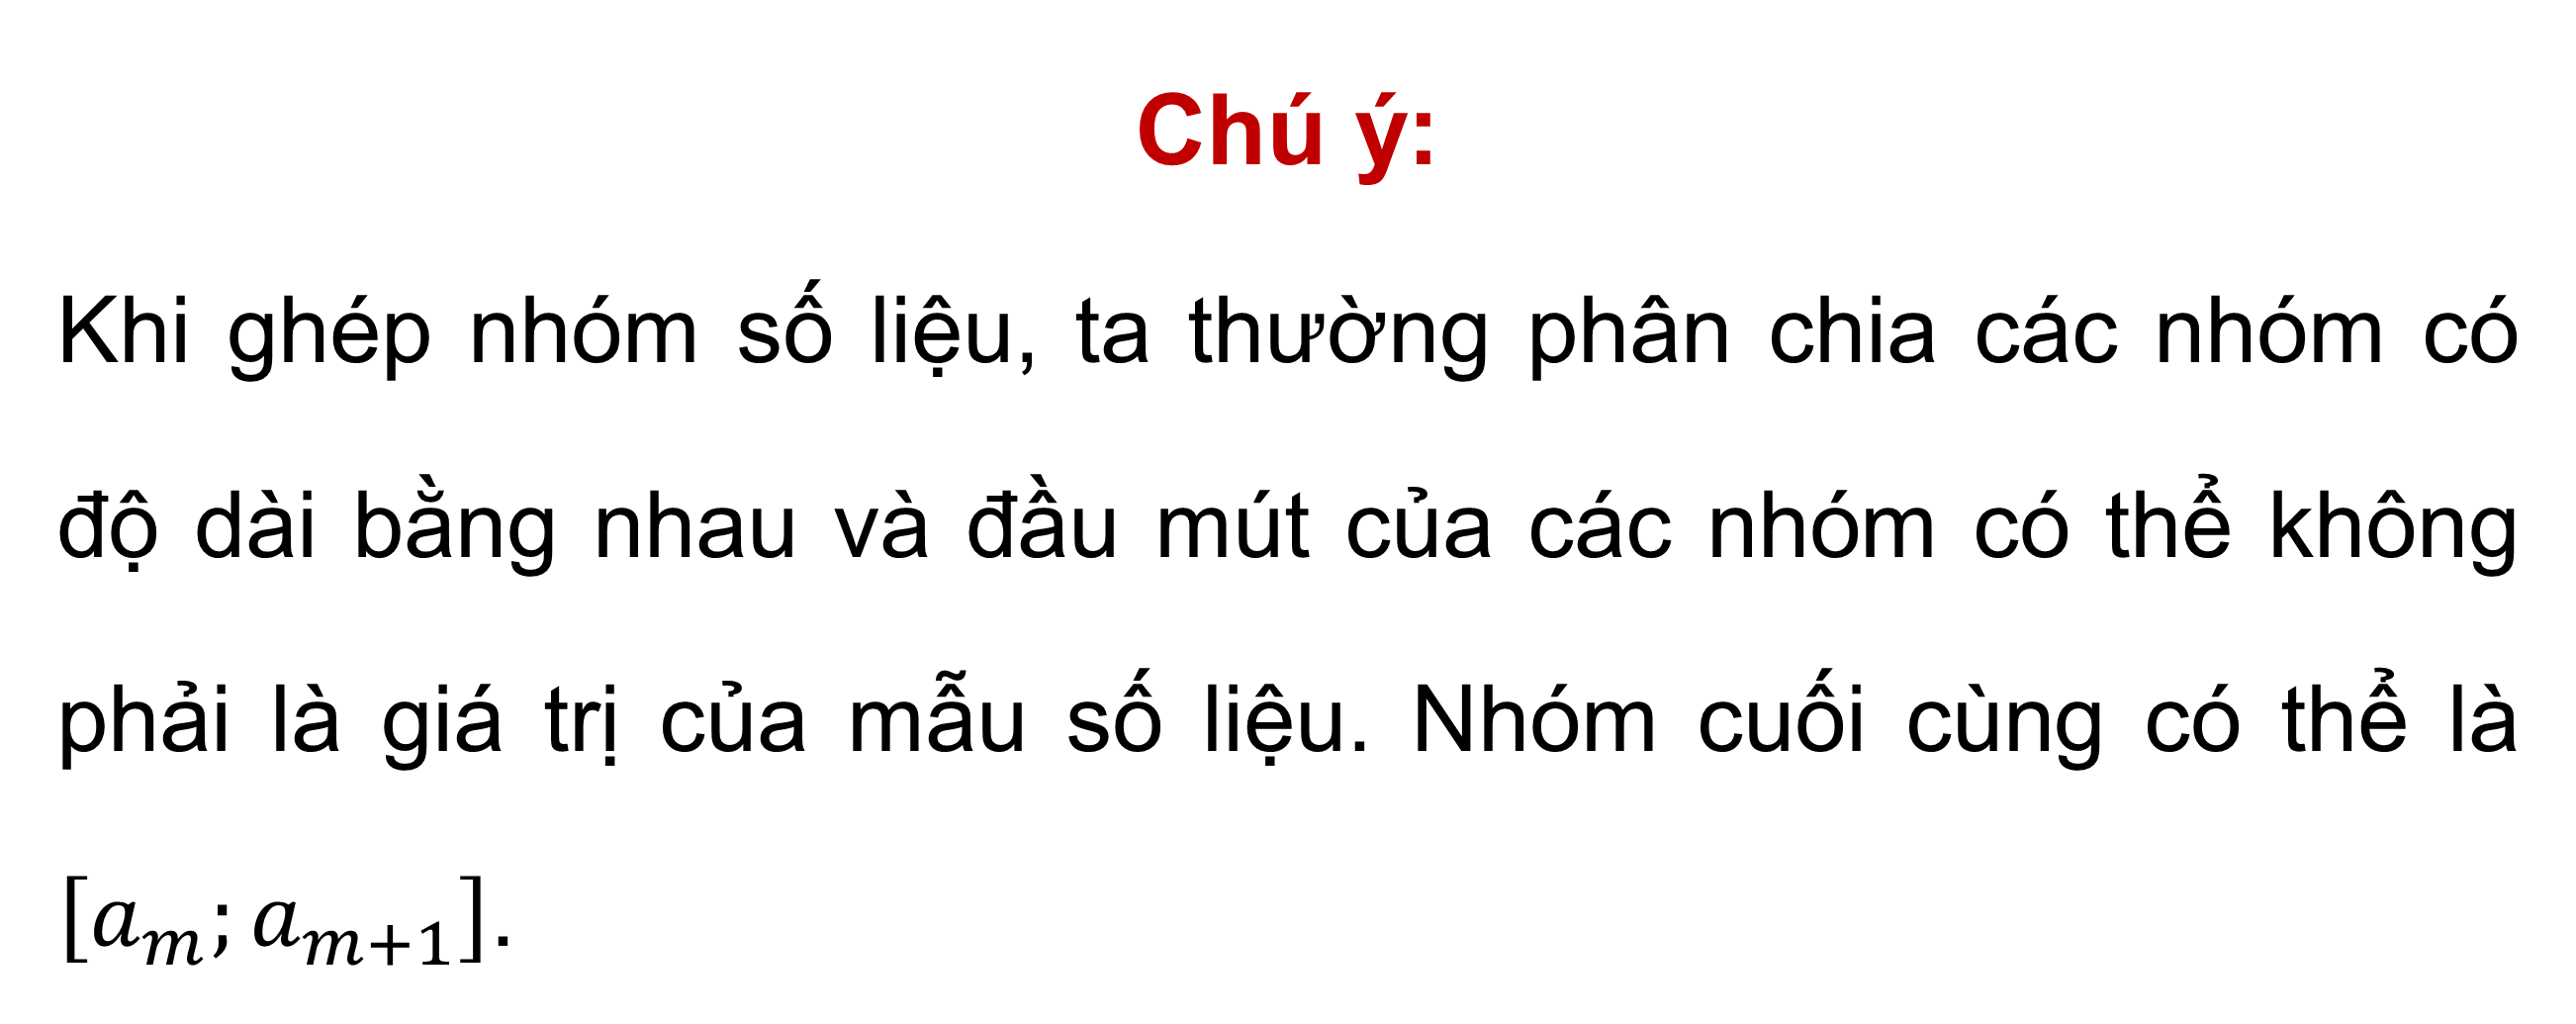 Chú ý:
Khi ghép nhóm số liệu, ta thường phân chia các nhóm có
độ dài bằng nhau và đầu mút của các nhóm có thể không
phải là giá trị của mẫu số liệu. Nhóm cuối cùng có thể là
[aₘ; aₘ₊₁].